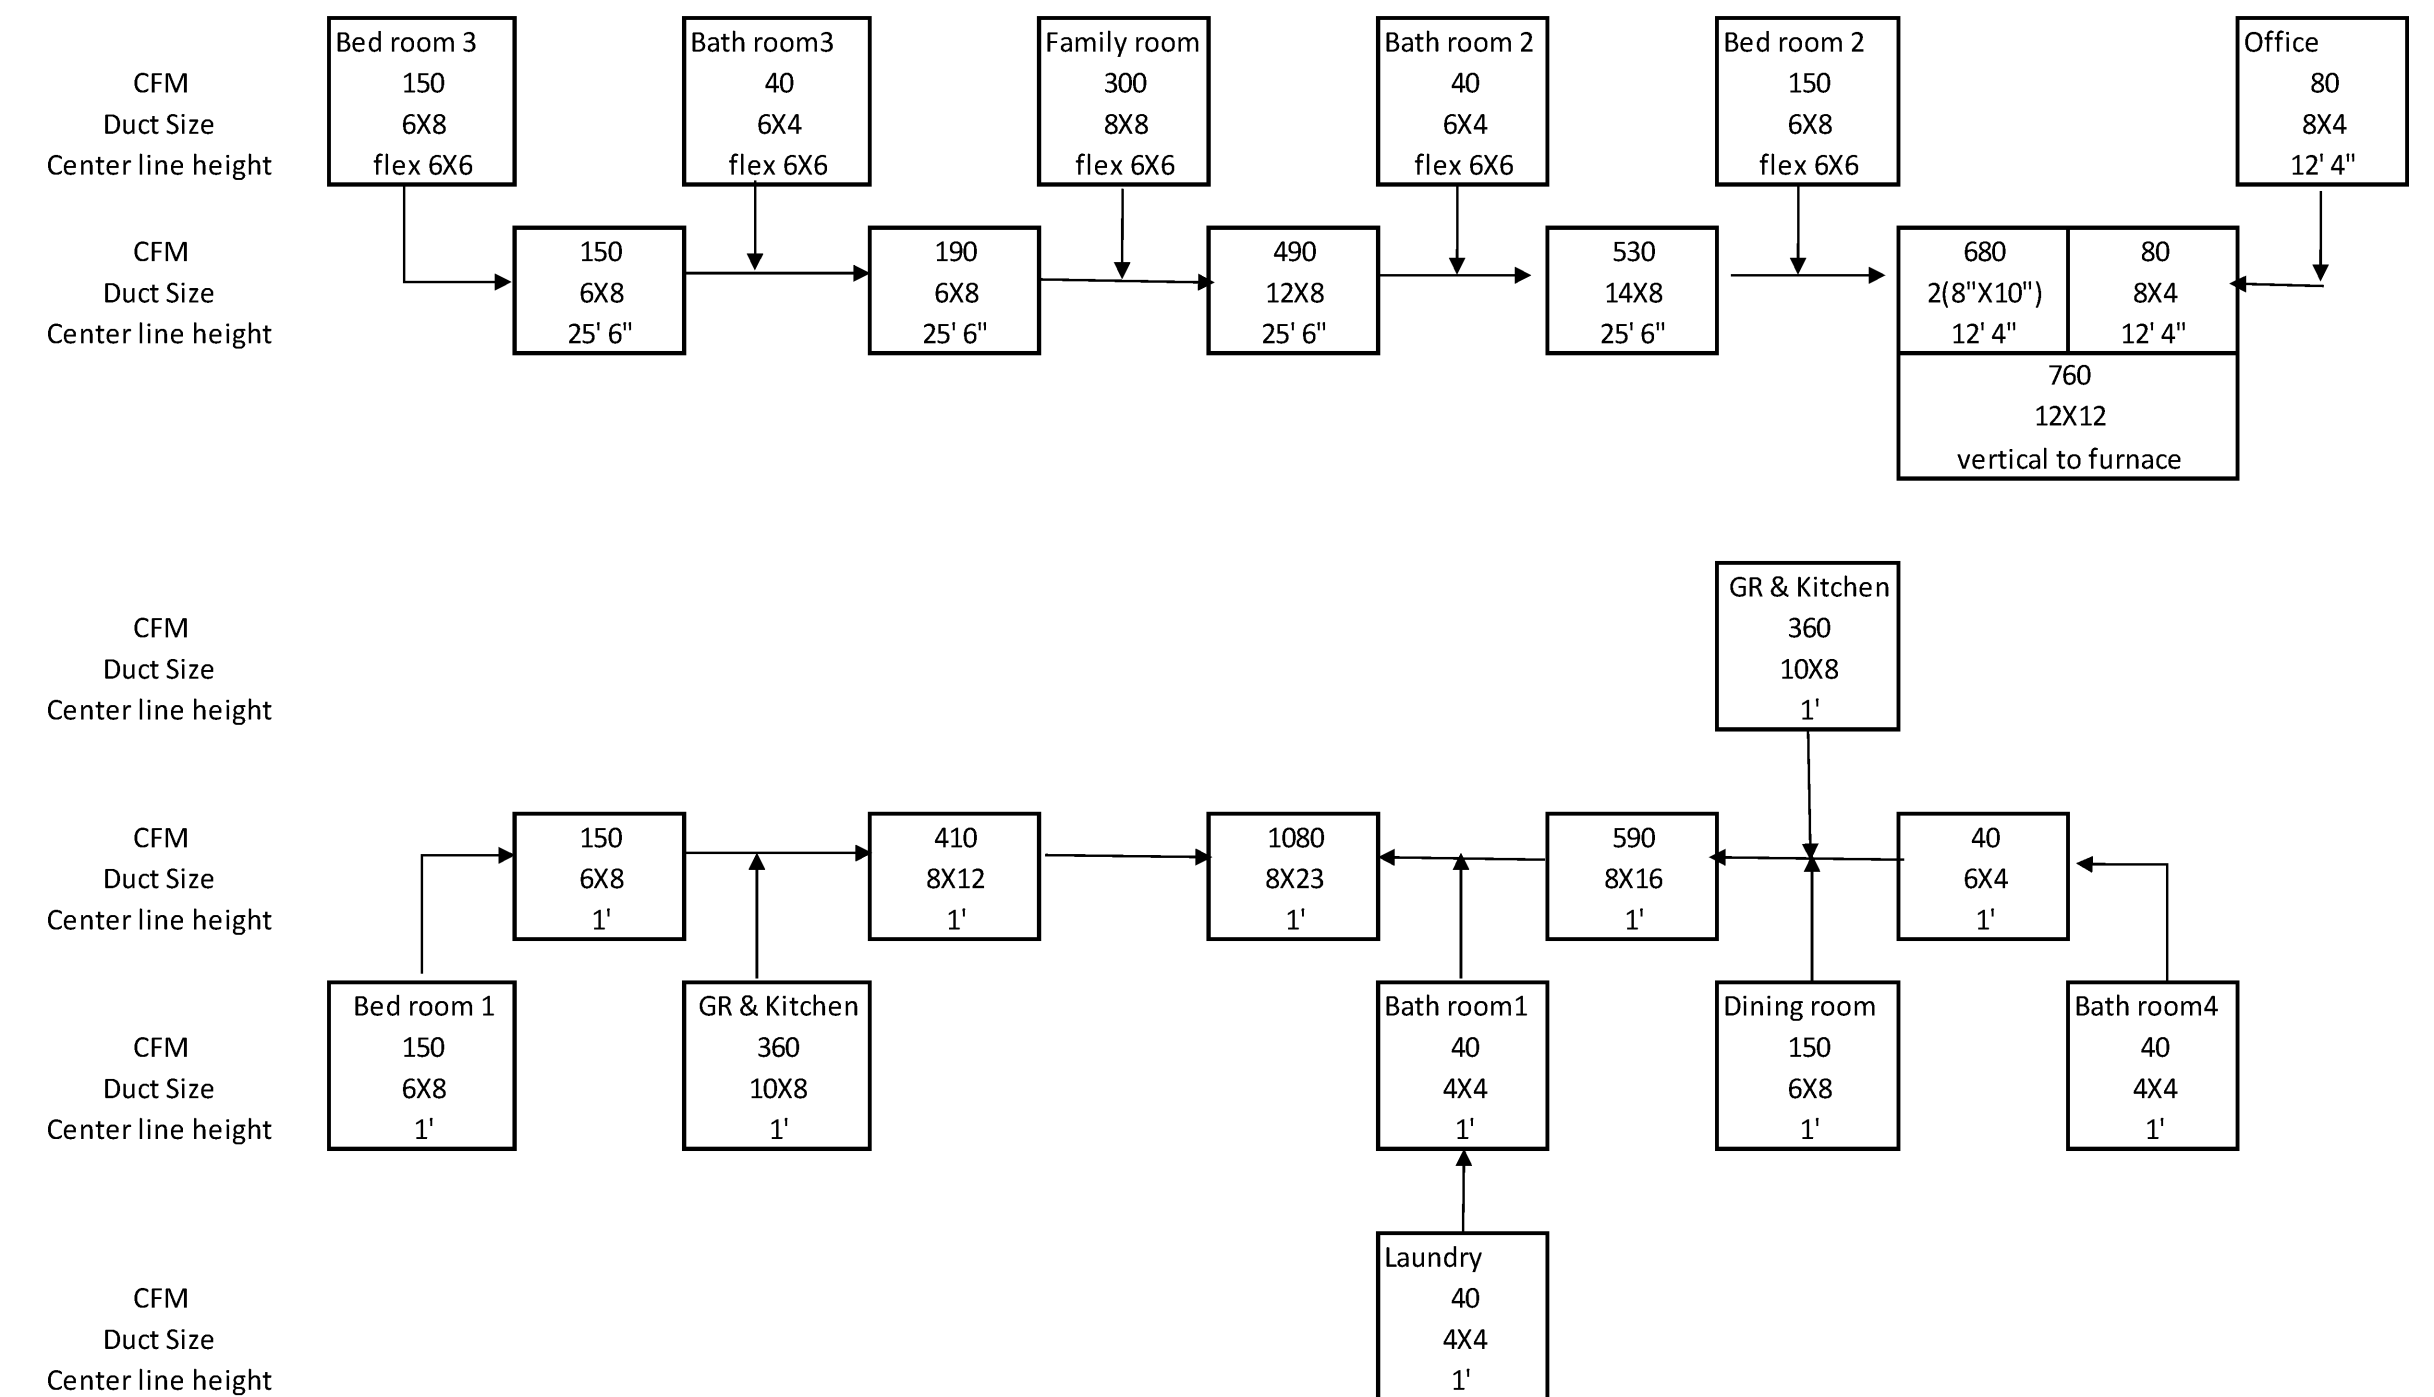 Bed room 3 Bath room3 Family room Bath room 2 Bed room 2 Office
CFM 150 40 300 40 150 80
Duct Size 6X8 6X4 8X8 6X4 6X8 8X4
Center line height flex 6X6 flex 6X6 flex 6X6 flex 6X6 flex 6X6 12' 4"
CFM 150 190 490 530 680 80
Duct Size 6X8 6X8 12X8 14X8 2(8"X10") 8X4
Center line height 25' 6" 25' 6" 25' 6" 25' 6" 12' 4" 12' 4"
760
12X12
vertical to furnace
GR & Kitchen
CFM 360
Duct Size 10X8
Center line height 1'
CFM 150 410 1080 590 40
Duct Size 6X8 8X12 8X23 8X16 6X4
Center line height 1' 1' 1' 1' 1'
Bed room 1 GR & Kitchen Bath room1 Dining room Bath room4
CFM 150 360 40 150 40
Duct Size 6X8 10X8 4X4 6X8 4X4
Center line height 1' 1' 1' 1' 1'
Laundry
CFM 40
Duct Size 4X4
Center line height 1'